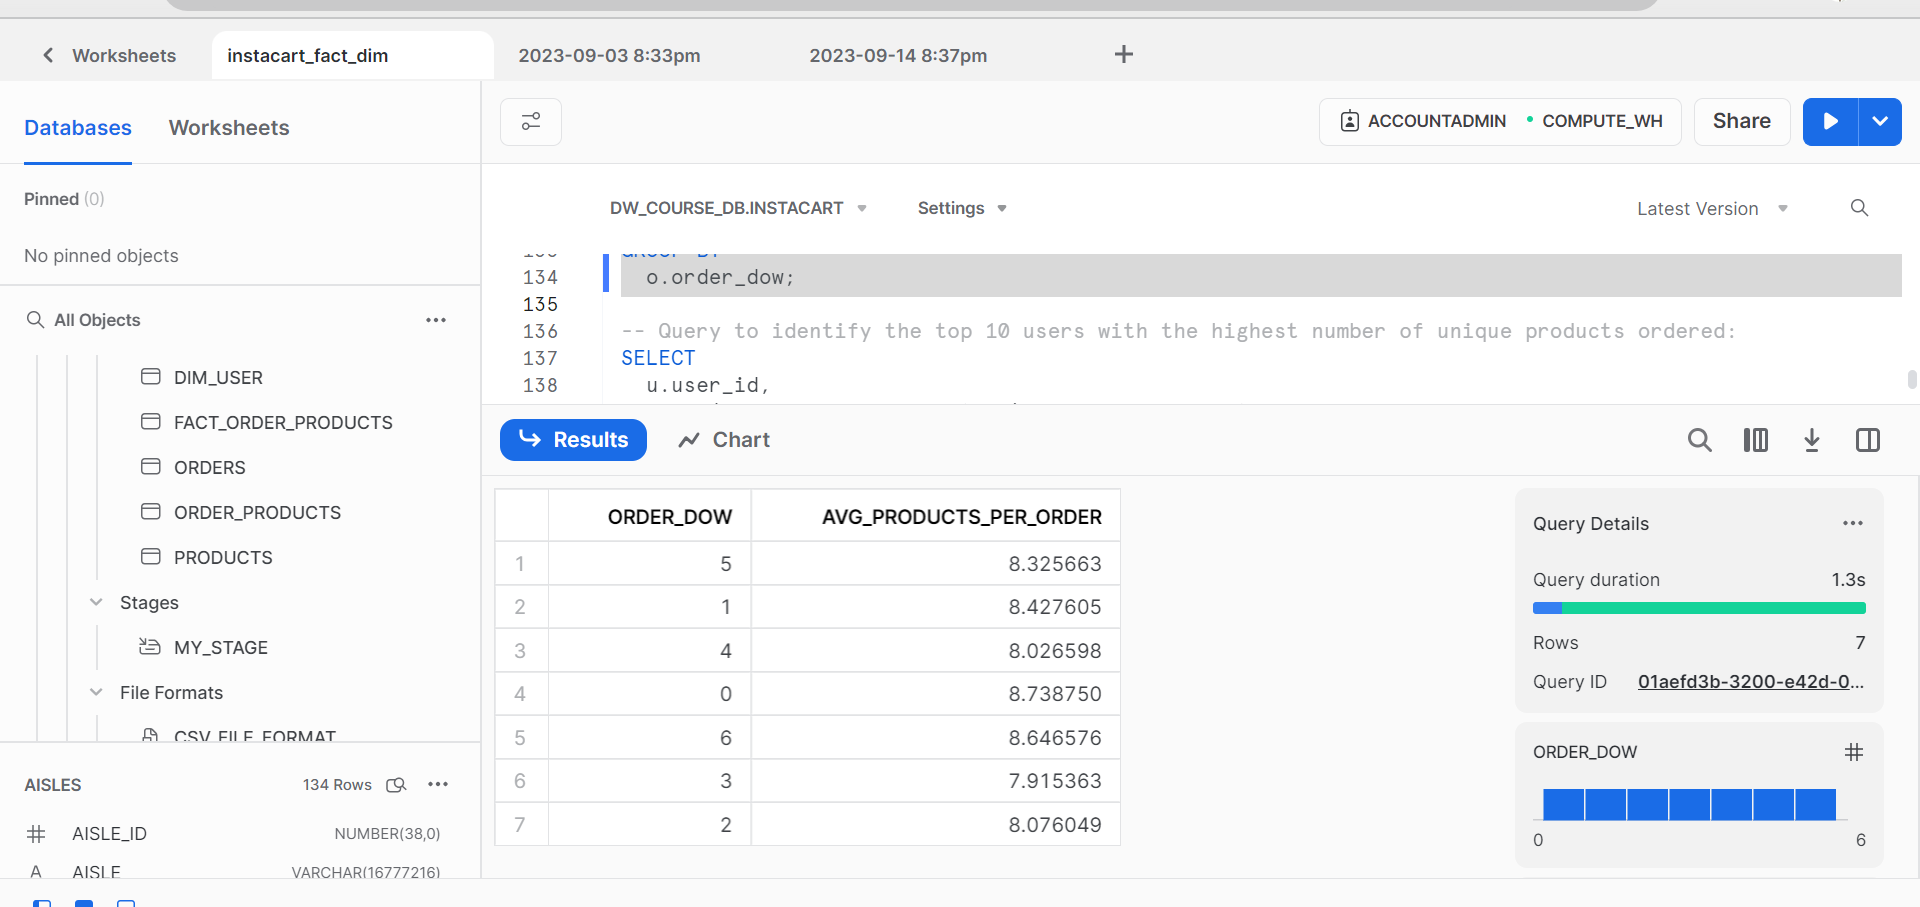 Worksheets
instacart_fact_dim
2023-09-03 8:33pm
2023-09-14 8:37pm
Databases
Worksheets
Pinned (0)
No pinned objects
All Objects
DIM_USER
FACT_ORDER_PRODUCTS
ORDERS
ORDER_PRODUCTS
PRODUCTS
Stages
MY_STAGE
File Formats
CSV_FILE_FORMAT
AISLES 134 Rows
AISLE_ID NUMBER(38,0)
A AISLE VARCHAR(16777216)
ACCOUNTADMIN COMPUTE_WH
Share
DW_COURSE_DB.INSTACART
Settings
Latest Version
GROUP BY
134 o.order_dow;
135
136 -- Query to identify the top 10 users with the highest number of unique products ordered:
137 SELECT
138 u.user_id,
Results
Chart
ORDER_DOW AVG_PRODUCTS_PER_ORDER
1 5 8.325663
2 1 8.427605
3 4 8.026598
4 0 8.738750
5 6 8.646576
6 3 7.915363
7 2 8.076049
Query Details
Query duration 1.3s
Rows 7
Query ID 01aefd3b-3200-e42d-0...
ORDER_DOW
0 6